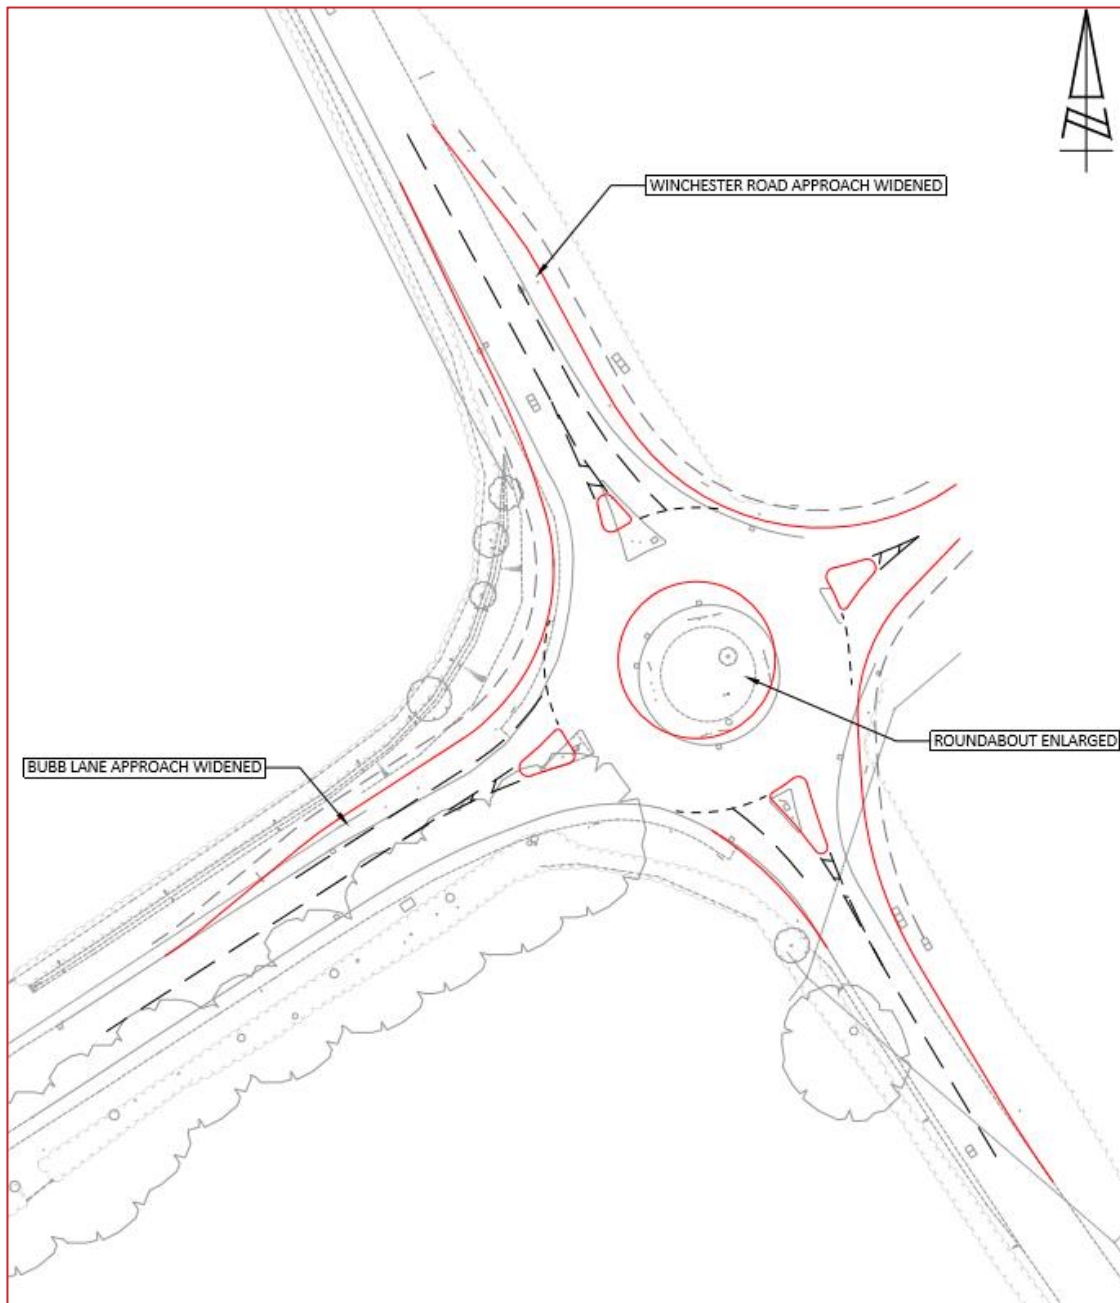 N
WINCHESTER ROAD APPROACH WIDENED
ROUNDABOUT ENLARGED
BUBB LANE APPROACH WIDENED